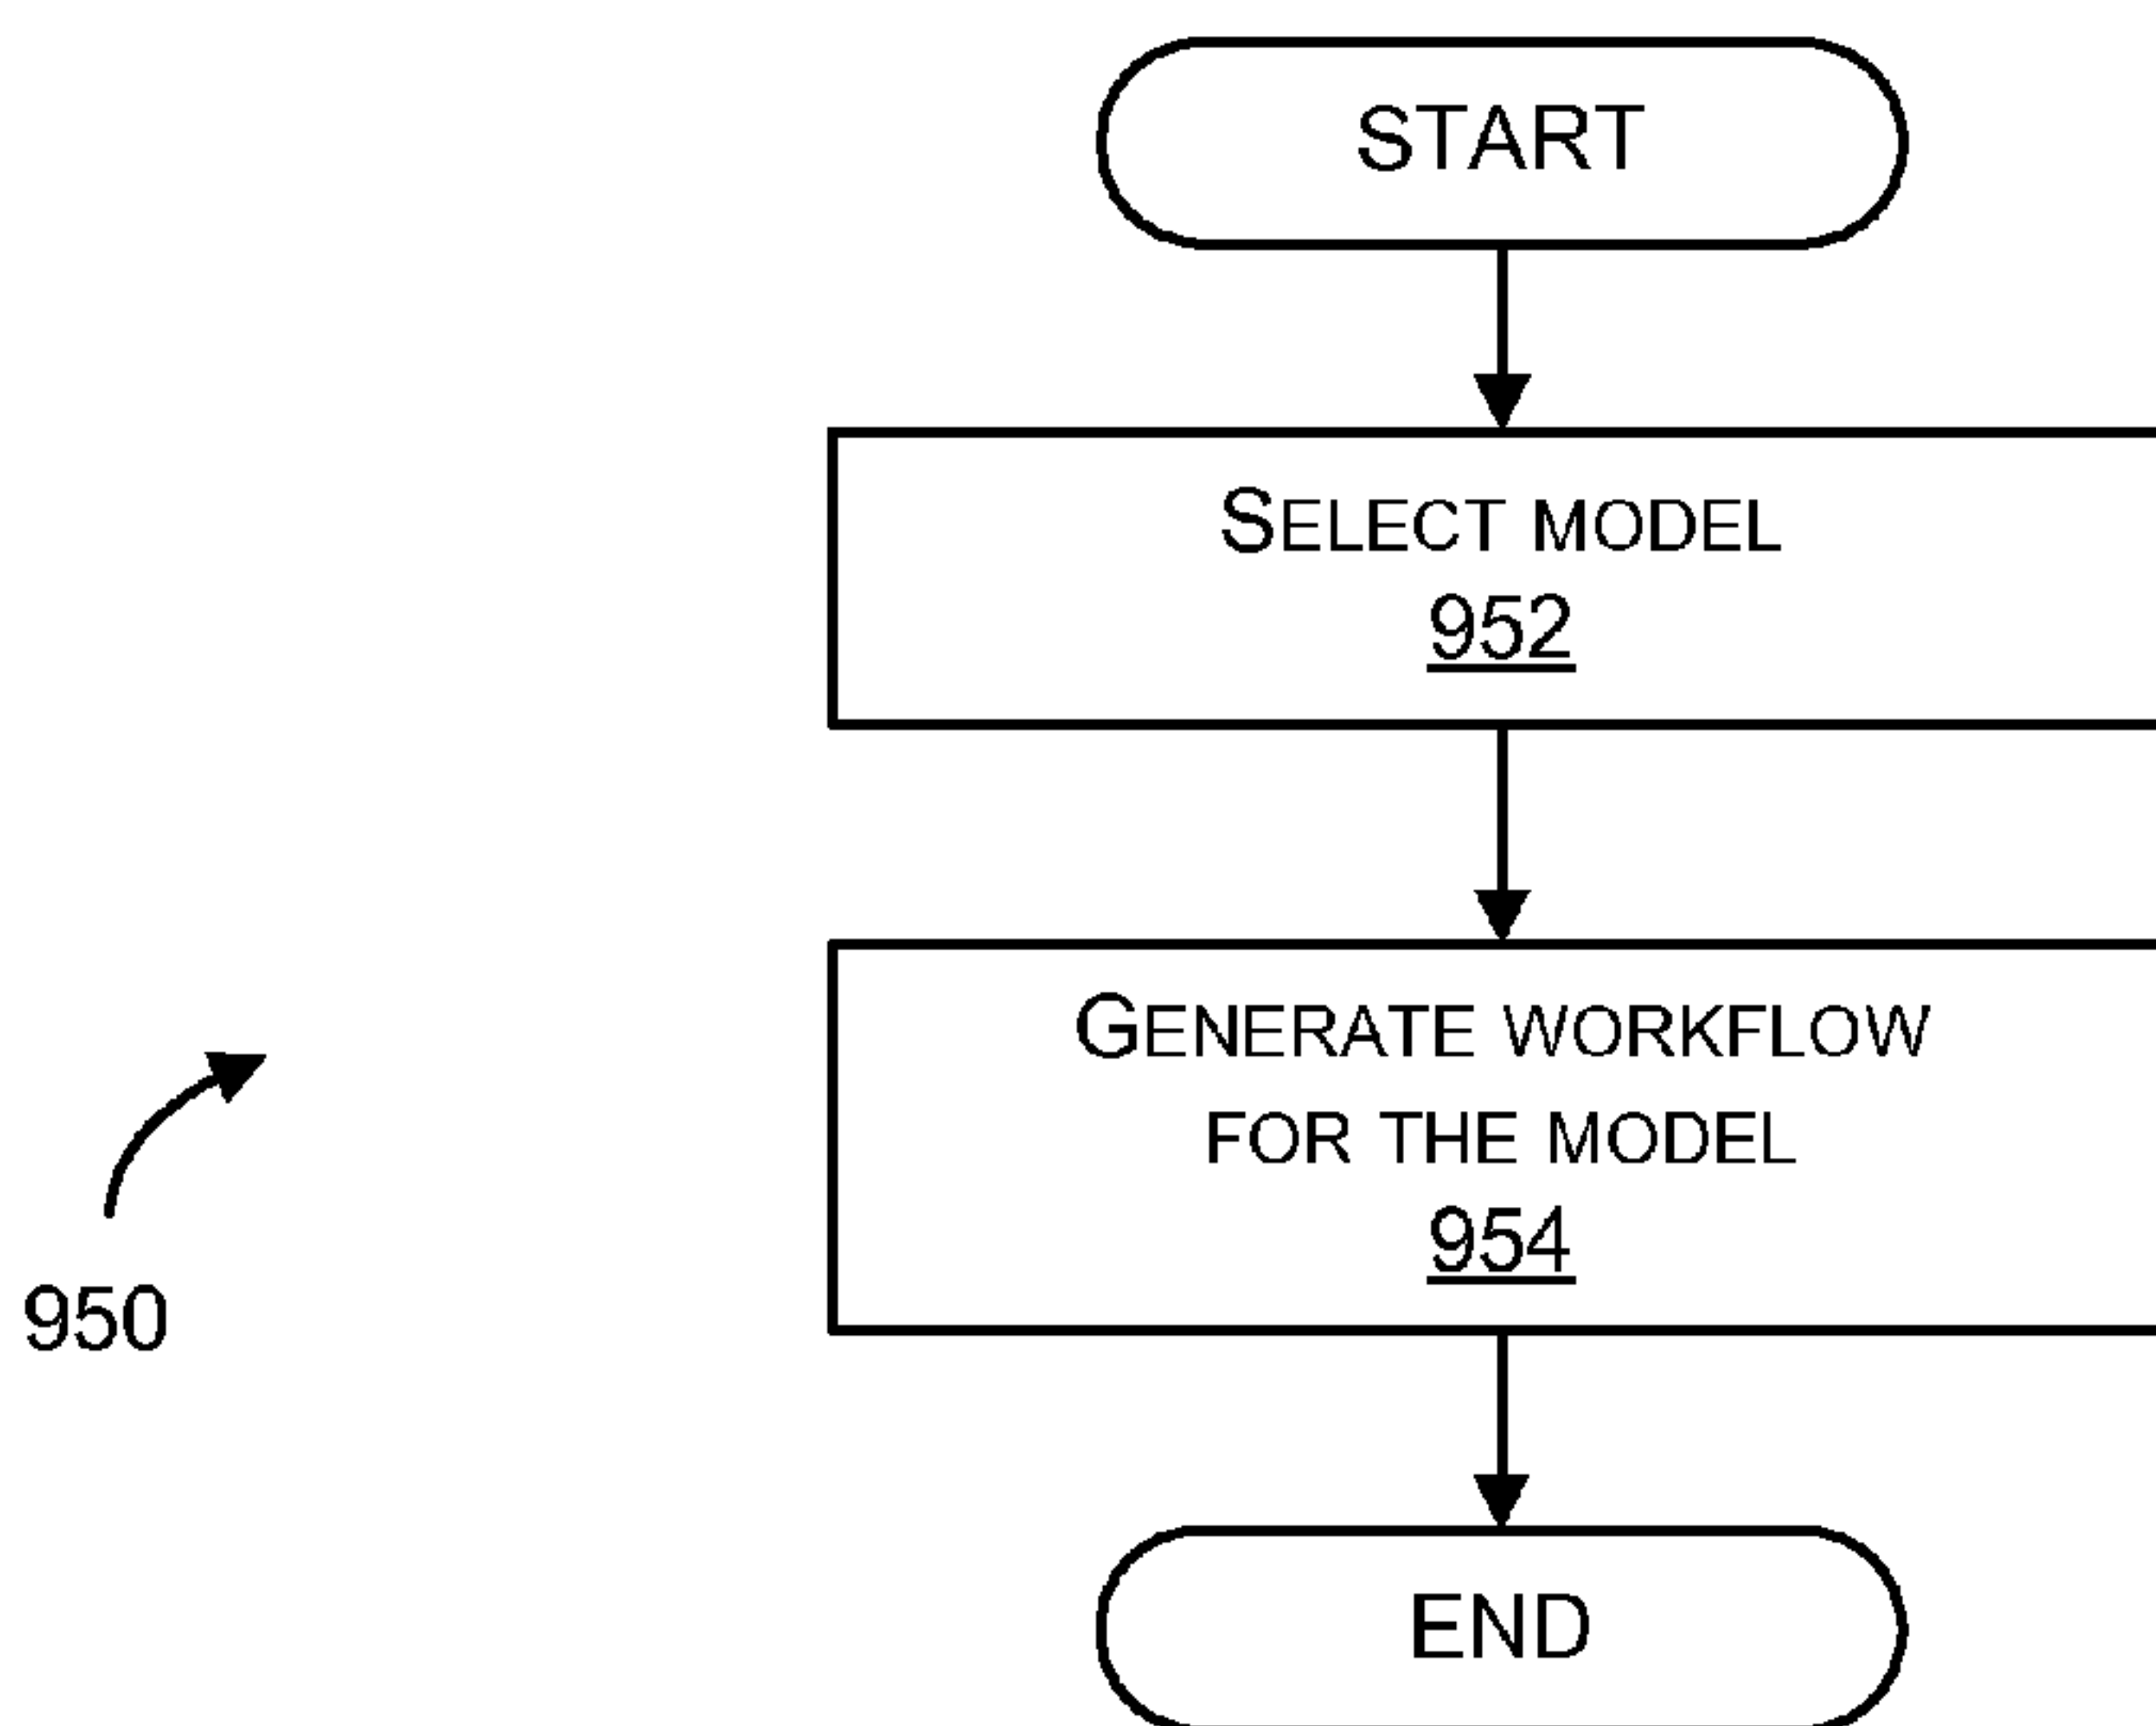 START
SELECT MODEL
952
GENERATE WORKFLOW
FOR THE MODEL
954
950
END